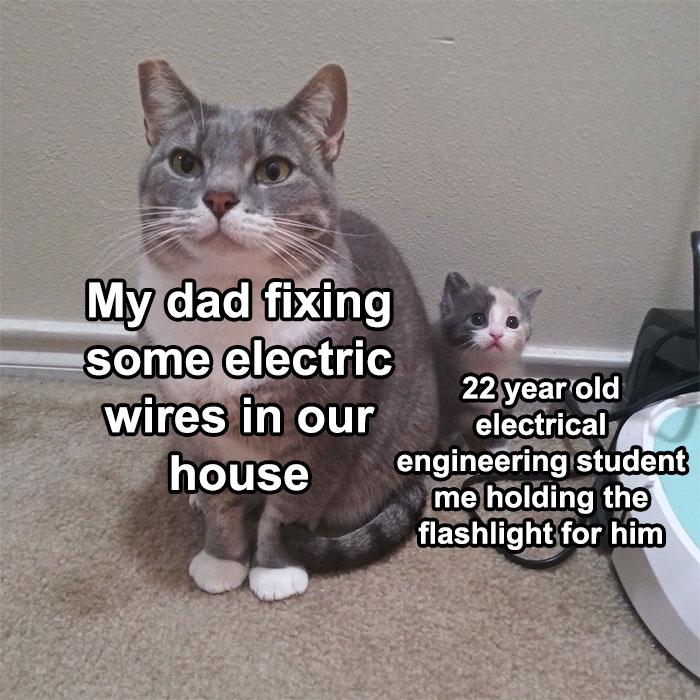 My dad fixing
some electric
wires in our
house
22 year old
electrical
engineering student
me holding the
flashlight for him